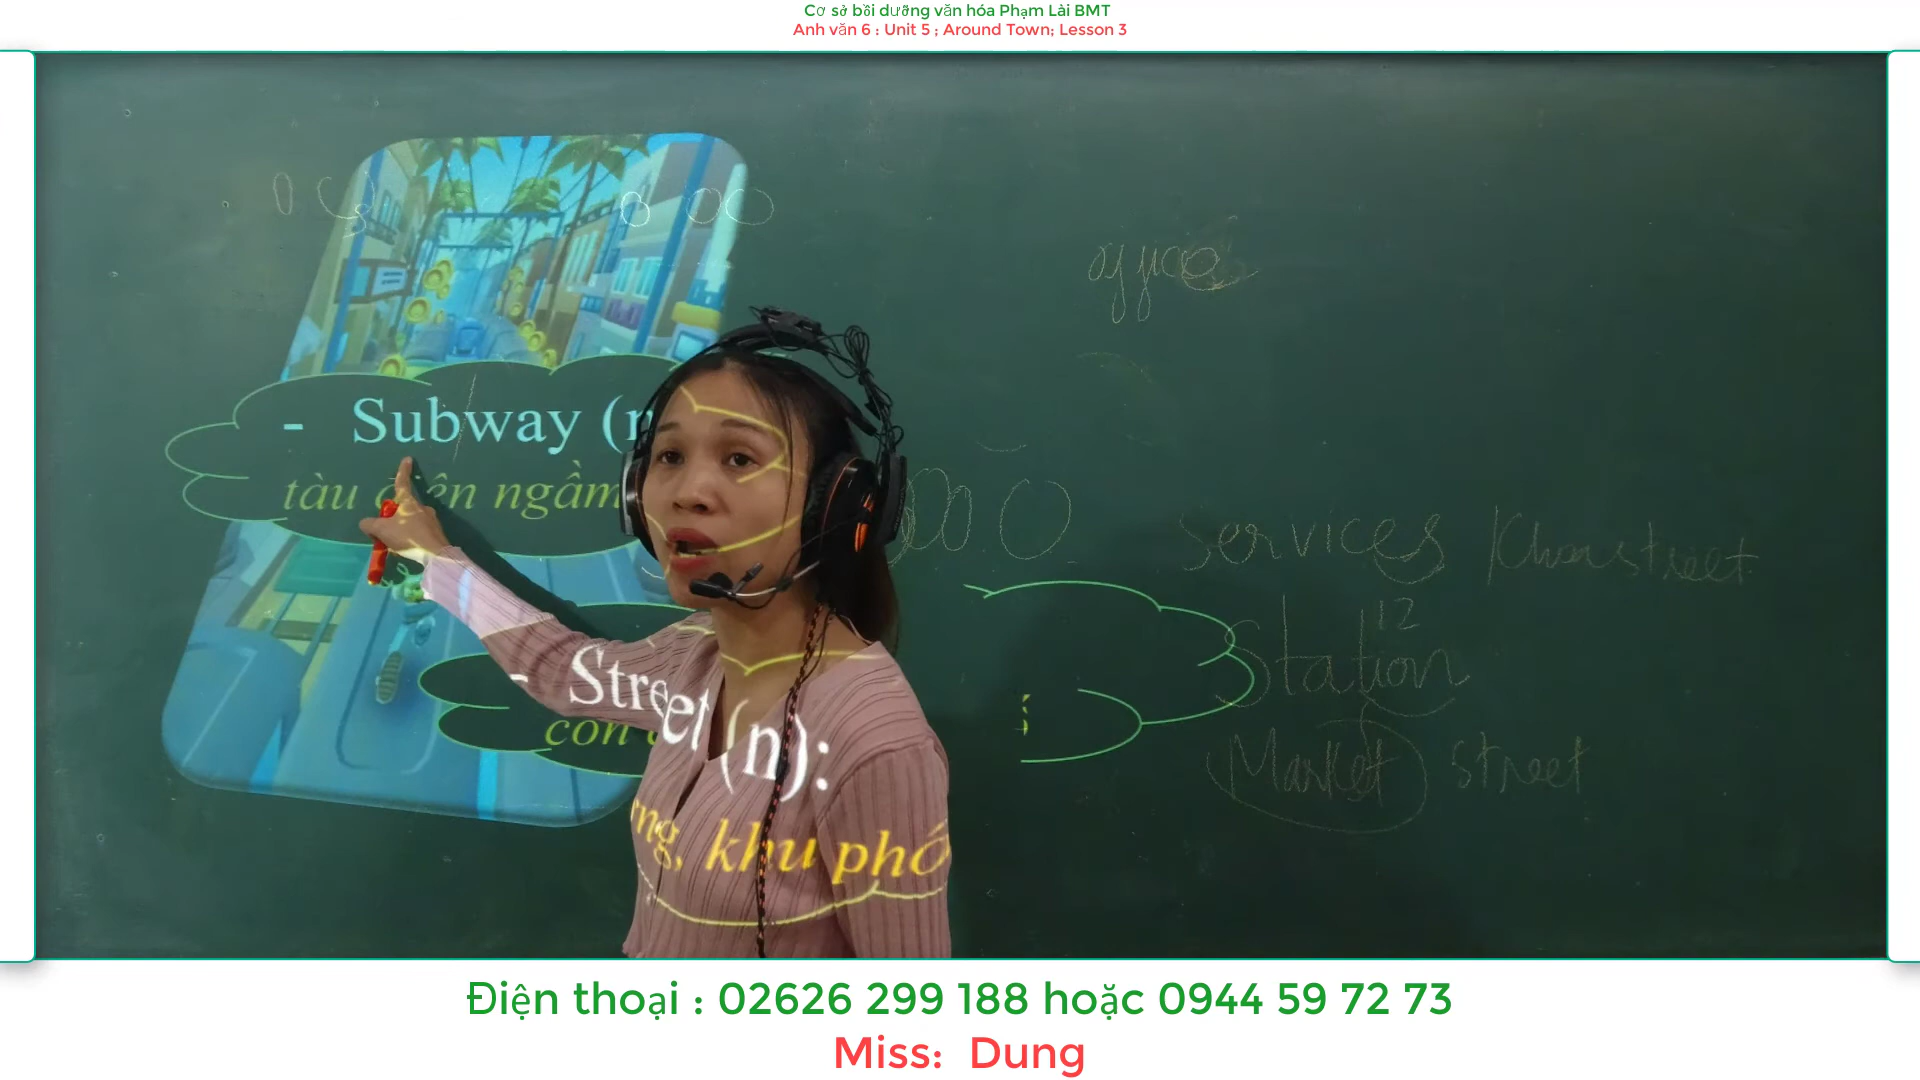 Cơ sở bồi dưỡng văn hóa Phạm Lài BMT
Anh văn 6 : Unit 5 ; Around Town; Lesson 3
- Subway (n
tàu điện ngầm
Services
Station
12
- Street (n):
con
ng, khu phố
Market street
Điện thoại : 02626 299 188 hoặc 0944 59 72 73
Miss: Dung